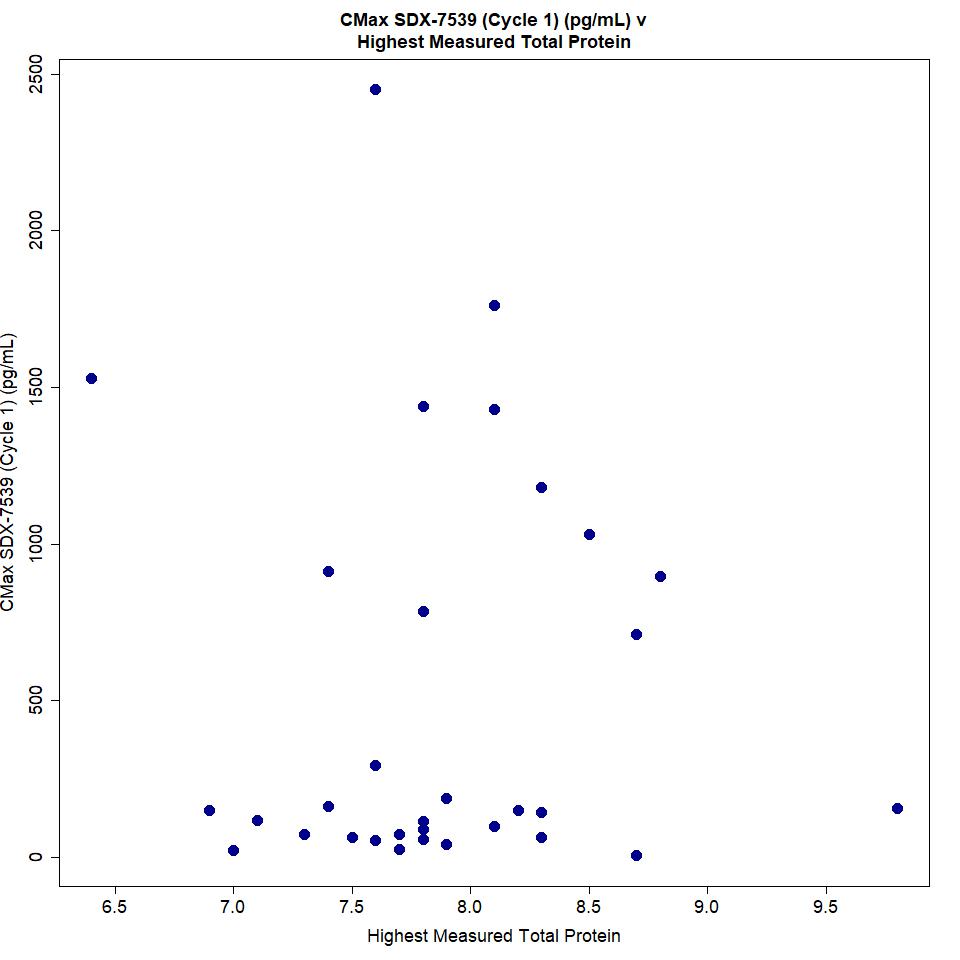 CMax SDX-7539 (Cycle 1) (pg/mL) v
Highest Measured Total Protein
2500
2000
1500
1000
500
0
CMax SDX-7539 (Cycle 1) (pg/mL)
6.5 7.0 7.5 8.0 8.5 9.0 9.5
Highest Measured Total Protein